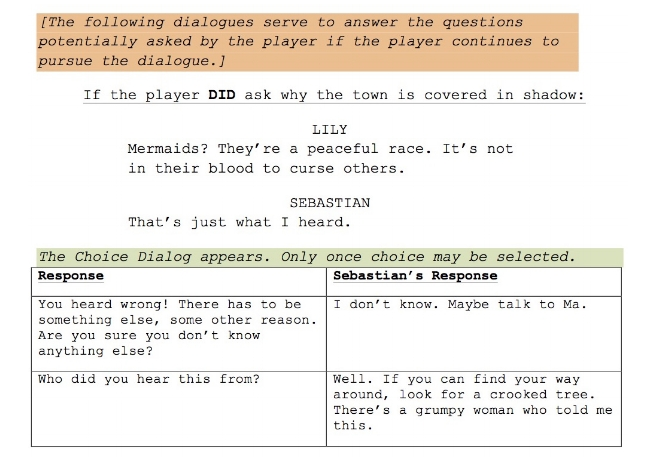 [The following dialogues serve to answer the questions
potentially asked by the player if the player continues to
pursue the dialogue.]
If the player DID ask why the town is covered in shadow:
LILY
Mermaids? They're a peaceful race. It's not
in their blood to curse others.
SEBASTIAN
That's just what I heard.
The Choice Dialog appears. Only once choice may be selected.
Response
Sebastian's Response
You heard wrong! There has to be
something else, some other reason.
Are you sure you don't know
anything else?
I don't know. Maybe talk to Ma.
Who did you hear this from?
Well. If you can find your way
around, look for a crooked tree.
There's a grumpy woman who told me
this.